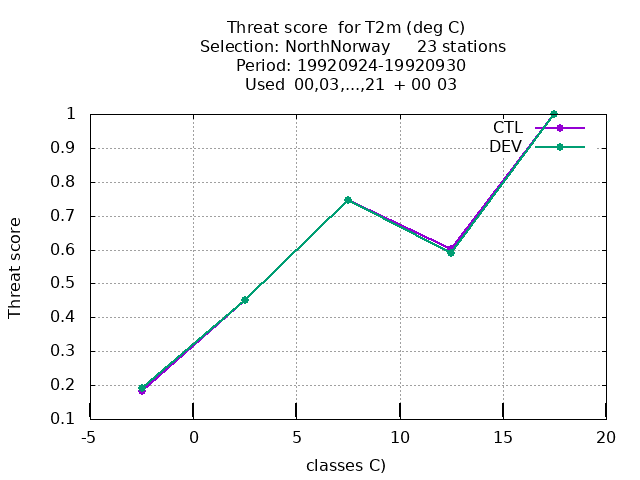 Threat score  for T2m (deg C)
Selection: NorthNorway     23 stations
Period: 19920924-19920930
Used  00,03,...,21  + 00 03
1
0.9
0.8
0.7
0.6
0.5
0.4
0.3
0.2
0.1
Threat score
CTL
DEV
-5
0
5
10
15
20
classes C)